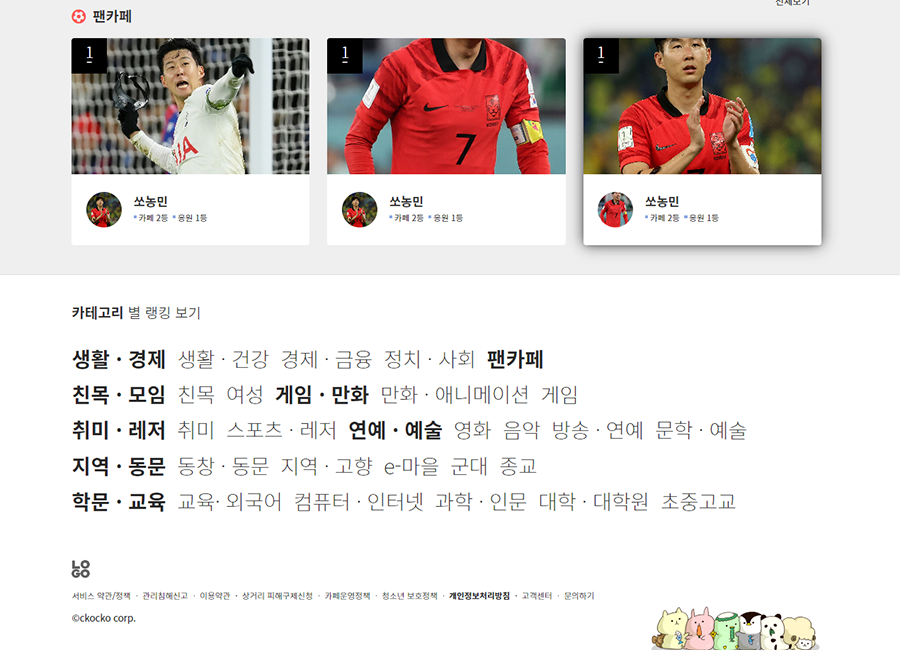 전체보기
팬카페
1
1
1
쏘농민
카페 2등 응원 1등
쏘농민
카페 2등 응원 1등
쏘농민
카페 2등 응원 1등
7
카테고리 별 랭킹 보기
생활 · 경제 생활 · 건강 경제 · 금융 정치 · 사회 팬카페
친목 · 모임 친목 여성 게임 · 만화 만화 · 애니메이션 게임
취미 · 레저 취미 스포츠 · 레저 연예 · 예술 영화 음악 방송 · 연예 문학 · 예술
지역 · 동문 동창 · 동문 지역 · 고향 e-마을 군대 종교
학문 · 교육 교육· 외국어 컴퓨터 · 인터넷 과학 · 인문 대학 · 대학원 초중고교
LOGO
서비스 약관/정책 · 관리침해신고 · 이용약관 · 상거리 피해구제신청 · 카페운영정책 · 청소년 보호정책 · 개인정보처리방침 · 고객센터 · 문의하기
©ckocko corp.